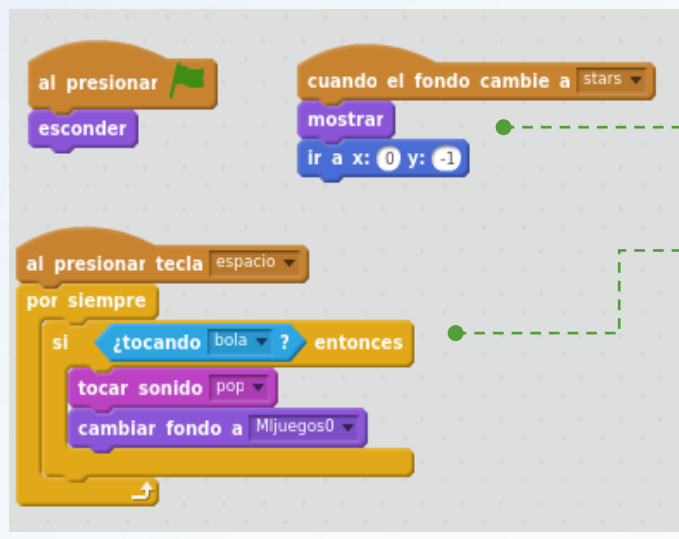 al presionar
esconder
cuando el fondo cambie a stars
mostrar
ir a x: 0 y: -1
al presionar tecla espacio
por siempre
si ¿tocando bola ? entonces
tocar sonido pop
cambiar fondo a MIjuegos0